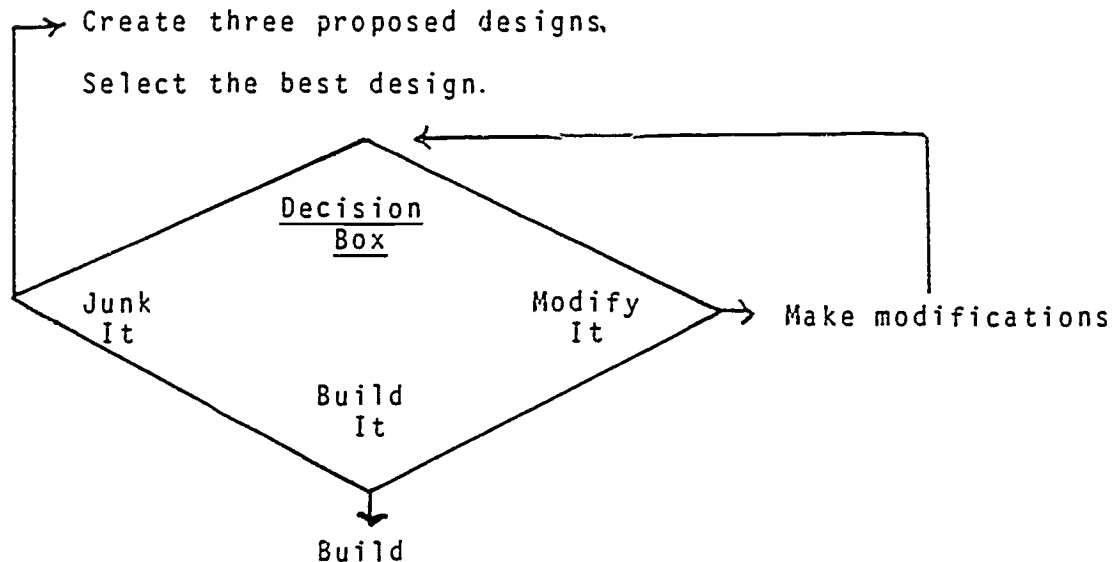 Create three proposed designs.
Select the best design.
Decision
Box
Junk
It
Modify
It
Make modifications
Build
It
Build